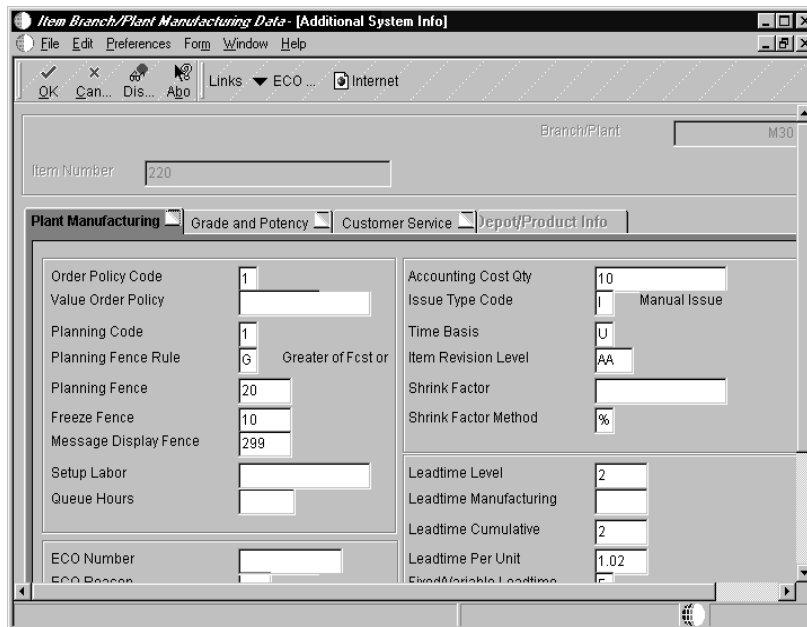 Item Branch/Plant Manufacturing Data - [Additional System Info]
File Edit Preferences Form Window Help
OK Can... Dis... Abo Links ECO ... Internet
Branch/Plant M30
Item Number 220
Plant Manufacturing Grade and Potency Customer Service Depot/Product Info
Order Policy Code 1
Value Order Policy
Planning Code 1
Planning Fence Rule G Greater of Fcst or
Planning Fence 20
Freeze Fence 10
Message Display Fence 299
Setup Labor
Queue Hours
ECO Number
ECO Reason
Accounting Cost Qty 10
Issue Type Code I Manual Issue
Time Basis U
Item Revision Level AA
Shrink Factor
Shrink Factor Method %
Leadtime Level 2
Leadtime Manufacturing
Leadtime Cumulative 2
Leadtime Per Unit 1.02
Fixed/Variable Leadtime F